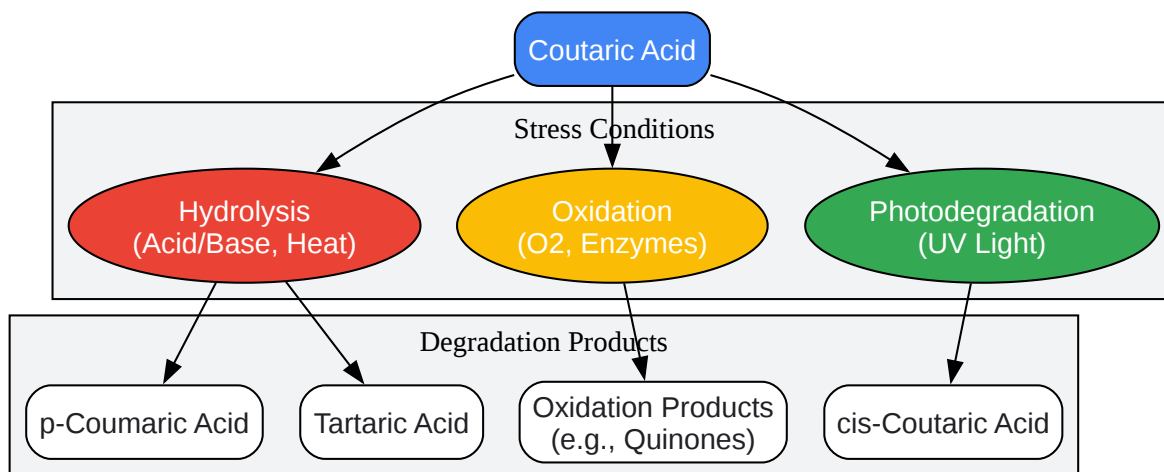 Coutaric Acid
Stress Conditions
Hydrolysis
(Acid/Base, Heat)
Oxidation
(O2, Enzymes)
Photodegradation
(UV Light)
Degradation Products
p-Coumaric Acid
Tartaric Acid
Oxidation Products
(e.g., Quinones)
cis-Coutaric Acid